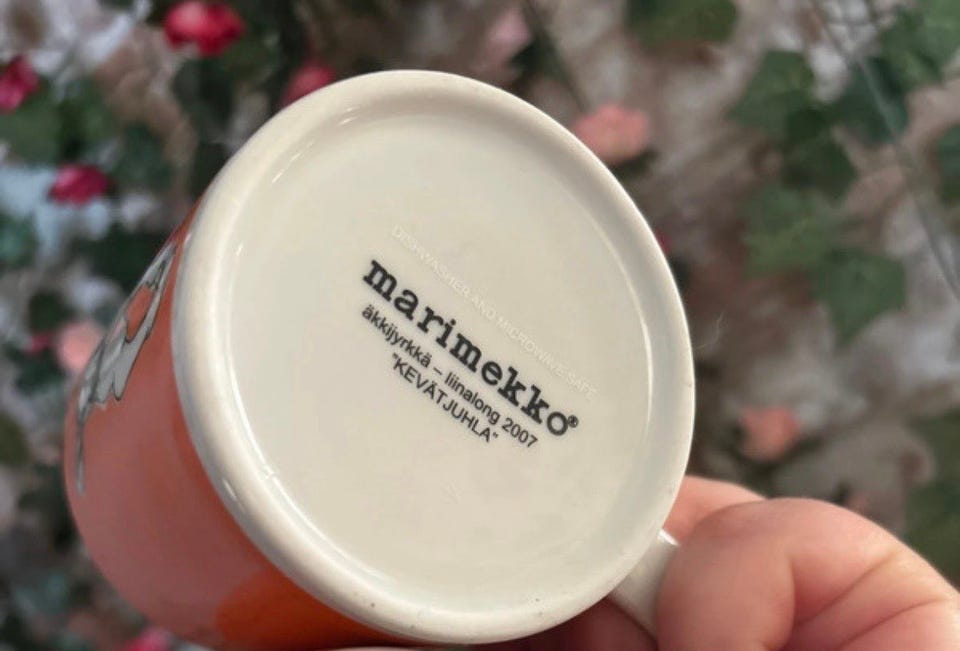 DISHWASHER AND MICROWAVE SAFE
marimekko®
äkkijyrkkä – liinalong 2007
"KEVÄTJUHLA"